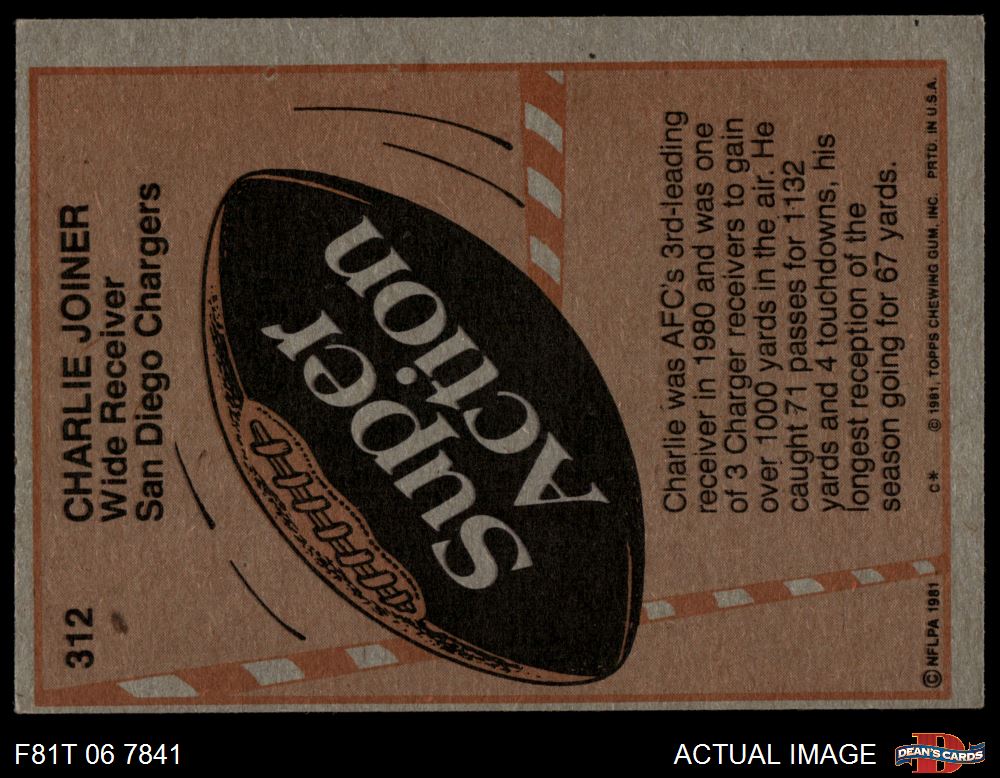 312
CHARLIE JOINER
Wide Receiver
San Diego Chargers
Super
Action
Charlie was AFC's 3rd-leading
receiver in 1980 and was one
of 3 Charger receivers to gain
over 1000 yards in the air. He
caught 71 passes for 1132
yards and 4 touchdowns, his
longest reception of the
season going for 67 yards.
© NFLPA 1981
C* © 1981, TOPPS CHEWING GUM, INC. PRTD. IN U.S.A.
F81T 06 7841
ACTUAL IMAGE
DEAN'S CARDS